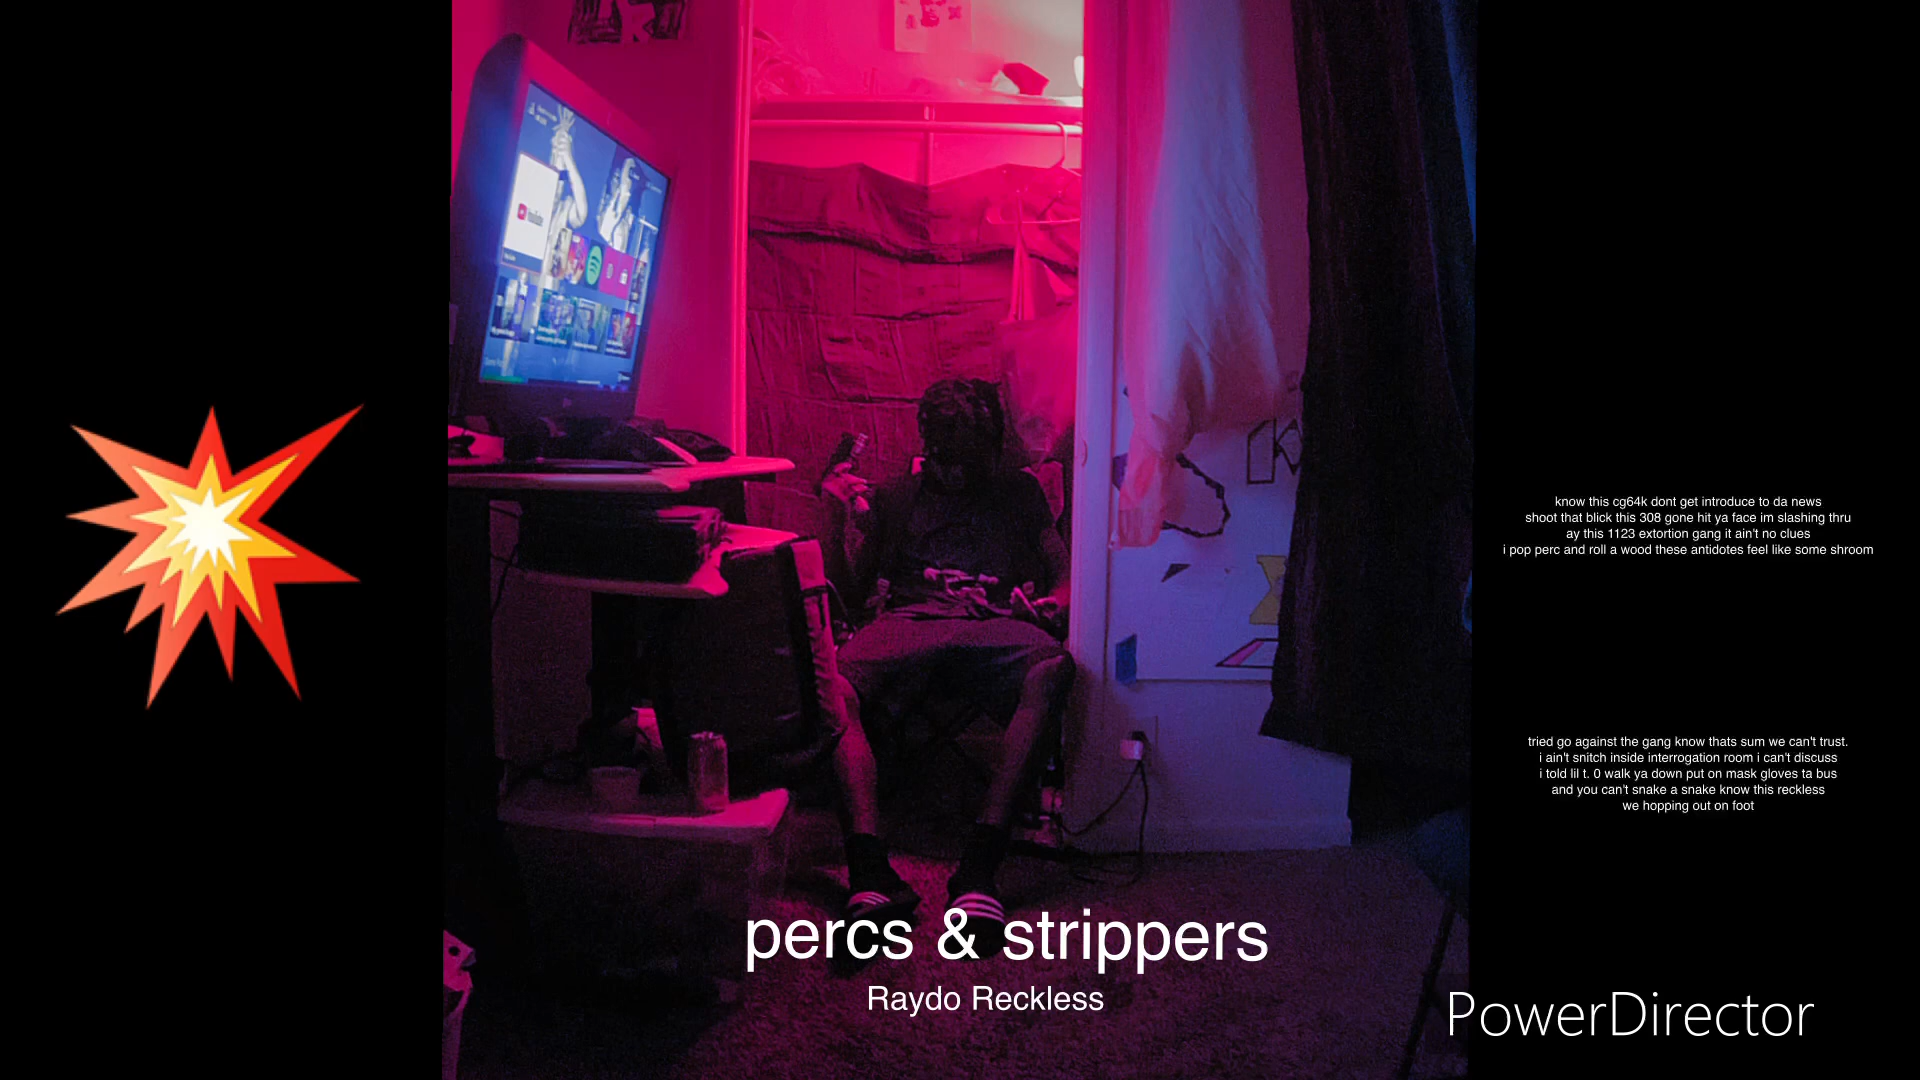 know this cg64k dont get introduce to da news
shoot that blick this 308 gone hit ya face im slashing thru
ay this 1123 extortion gang it ain't no clues
i pop perc and roll a wood these antidotes feel like some shroom
tried go against the gang know thats sum we can't trust.
i ain't snitch inside interrogation room i can't discuss
i told lil t. 0 walk ya down put on mask gloves ta bus
and you can't snake a snake know this reckless
we hopping out on foot
percs & strippers
Raydo Reckless
PowerDirector